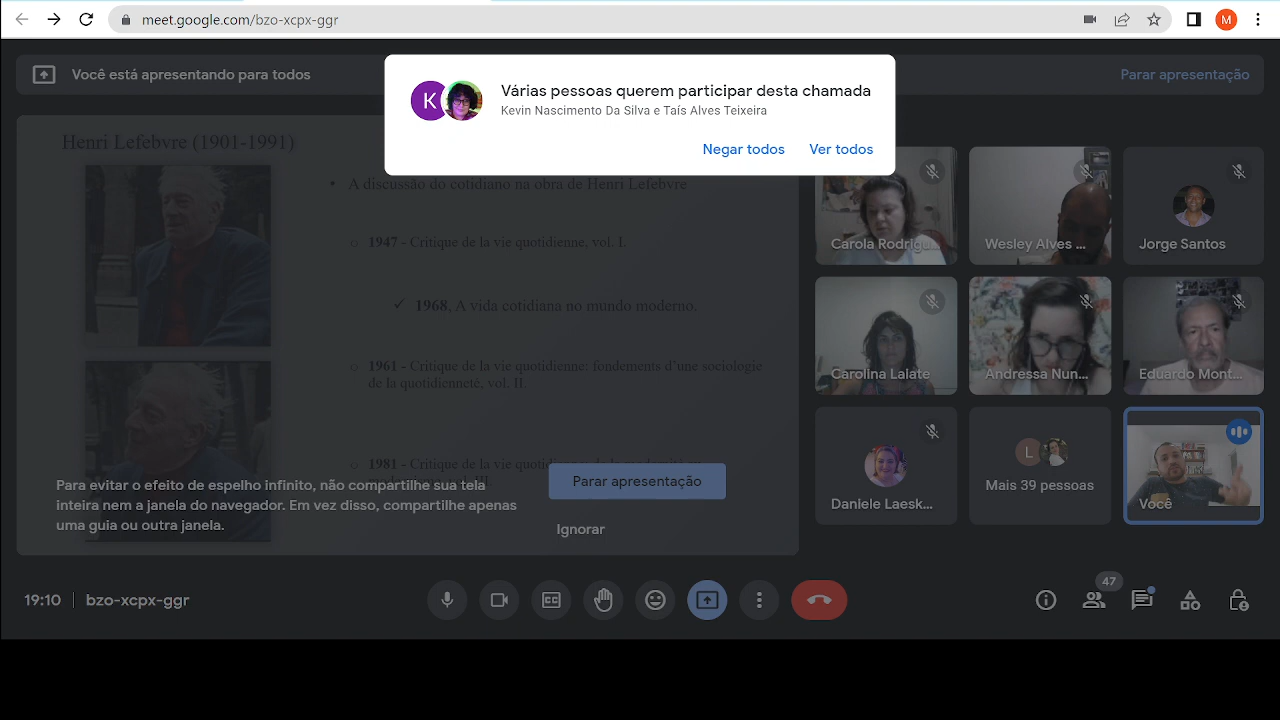 meet.google.com/bzo-xcpx-ggr
M
Você está apresentando para todos
Parar apresentação
K
Várias pessoas querem participar desta chamada
Kevin Nascimento Da Silva e Taís Alves Teixeira
Negar todos
Ver todos
Henri Lefebvre (1901-1991)
• A discussão do cotidiano na obra de Henri Lefebvre
o 1947 - Critique de la vie quotidienne, vol. I.
✓ 1968. A vida cotidiana no mundo moderno.
o 1961 - Critique de la vie quotidienne: fondements d'une sociologie
de la quotidienneté, vol. II.
o 1981 - Critique de la vie
Para evitar o efeito de espelho infinito, não compartilhe sua tela
inteira nem a janela do navegador. Em vez disso, compartilhe apenas
uma guia ou outra janela.
Parar apresentação
Ignorar
Carola Rodrigu...
Wesley Alves ...
Jorge Santos
Carolina Laiate
Andressa Nun...
Eduardo Mont...
Daniele Laesk...
L
Mais 39 pessoas
Você
19:10
bzo-xcpx-ggr
47